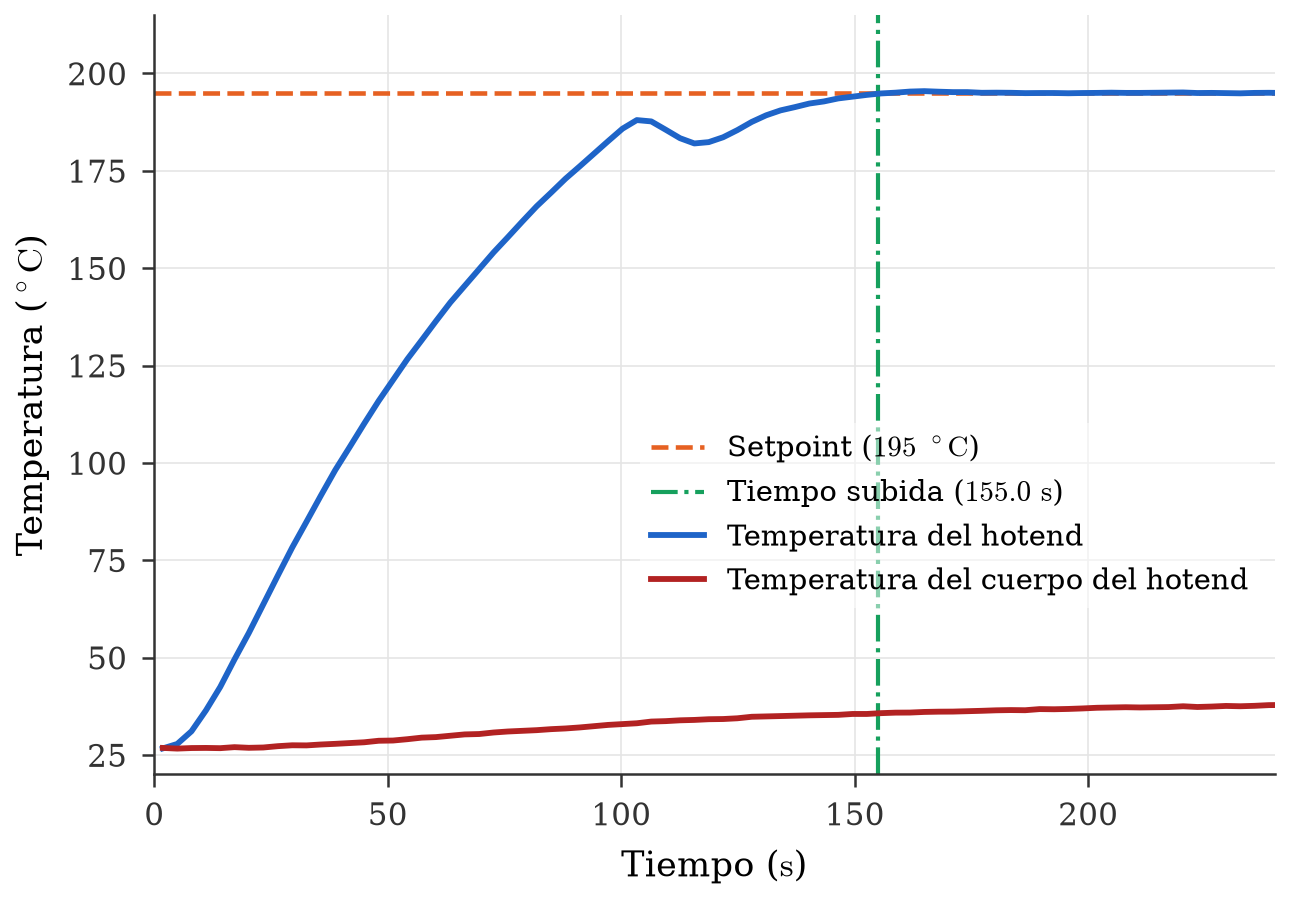 200
175
150
125
100
75
50
25
0 50 100 150 200
Temperatura (°C)
Tiempo (s)
Setpoint (195 °C)
Tiempo subida (155.0 s)
Temperatura del hotend
Temperatura del cuerpo del hotend